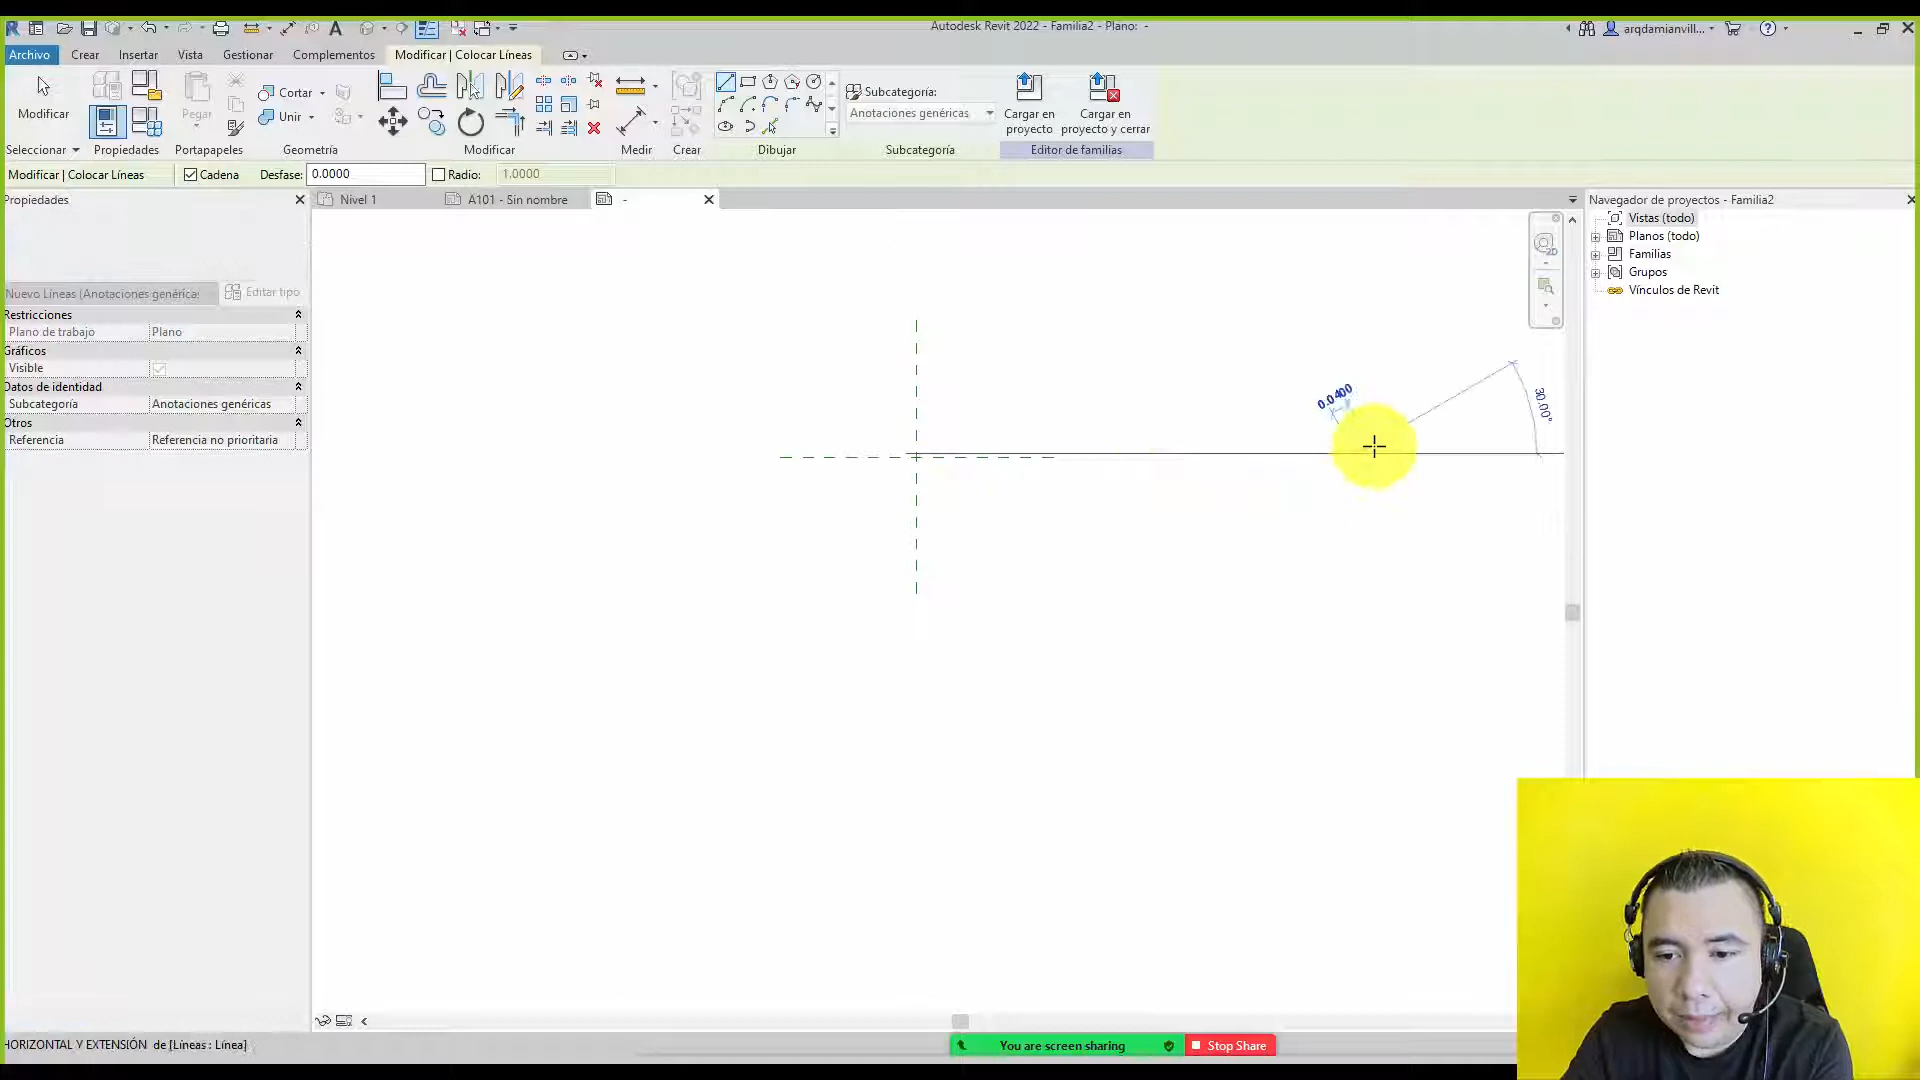 Autodesk Revit 2022 - Familia2 - Plano: -
arqdamianvill...
Archivo Crear Insertar Vista Gestionar Complementos Modificar | Colocar Líneas
Modificar
Pegar
Cortar
Unir
Subcategoría:
Anotaciones genéricas
Cargar en proyecto
Cargar en proyecto y cerrar
Seleccionar Propiedades Portapapeles Geometría Modificar Medir Crear Dibujar Subcategoría Editor de familias
Modificar | Colocar Líneas Cadena Desfase: 0.0000 Radio: 1.0000
Propiedades
Nivel 1 A101 - Sin nombre -
Navegador de proyectos - Familia2
Vistas (todo)
Planos (todo)
Familias
Grupos
Vínculos de Revit
2D
Nuevo Líneas (Anotaciones genérica Editar tipo
Restricciones
Plano de trabajo Plano
Gráficos
Visible
Datos de identidad
Subcategoría Anotaciones genéricas
Otros
Referencia Referencia no prioritaria
0.0400
30.00°
HORIZONTAL Y EXTENSIÓN de [Líneas : Línea]
You are screen sharing Stop Share